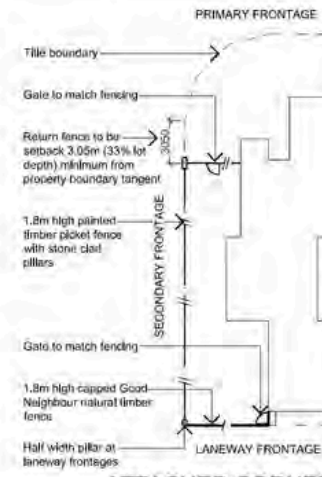 PRIMARY FRONTAGE
Title boundary
Gate to match fencing
Return fence to be
setback 3.05m (33% lot
depth) minimum from
property boundary tangent
3050
1.8m high painted
timber picket fence
with stone clad
pillars
SECONDARY FRONTAGE
Gate to match fencing
1.8m high capped Good
Neighbour natural timber
fence
Half width pillar at
laneway frontages
LANEWAY FRONTAGE